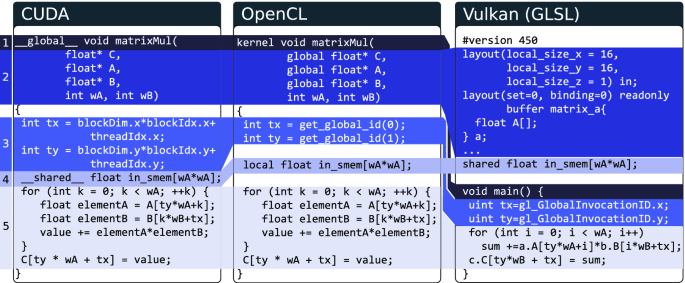 CUDA
1
__global__ void matrixMul(
2
float* C,
float* A,
float* B,
int wA, int wB)
{
3
int tx = blockDim.x*blockIdx.x+
threadIdx.x;
int ty = blockDim.y*blockIdx.y+
threadIdx.y;
4
__shared__ float in_smem[wA*wA];
5
for (int k = 0; k < wA; ++k) {
float elementA = A[ty*wA+k];
float elementB = B[k*wB+tx];
value += elementA*elementB;
}
C[ty * wA + tx] = value;
}
OpenCL
kernel void matrixMul(
global float* C,
global float* A,
global float* B,
int wA, int wB)
{
int tx = get_global_id(0);
int ty = get_global_id(1);
local float in_smem[wA*wA];
for (int k = 0; k < wA; ++k) {
float elementA = A[ty*wA+k];
float elementB = B[k*wB+tx];
value += elementA*elementB;
}
C[ty * wA + tx] = value;
}
Vulkan (GLSL)
#version 450
layout(local_size_x = 16,
local_size_y = 16,
local_size_z = 1) in;
layout(set=0, binding=0) readonly
buffer matrix_a{
float A[];
} a;
...
shared float in_smem[wA*wA];
void main() {
uint tx=gl_GlobalInvocationID.x;
uint ty=gl_GlobalInvocationID.y;
for (int i = 0; i < wA; i++)
sum +=a.A[ty*wA+i]*b.B[i*wB+tx];
c.C[ty*wB + tx] = sum;
}